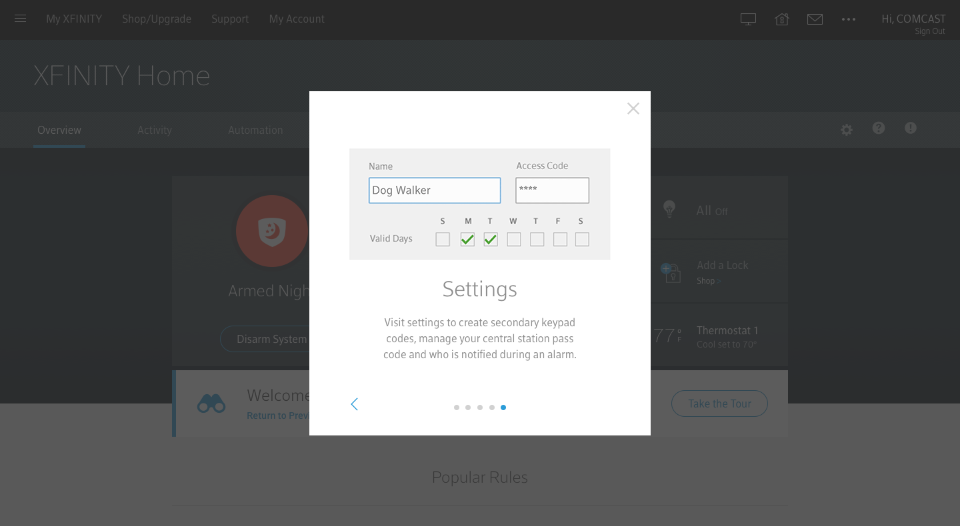 My XFINITY Shop/Upgrade Support My Account
Hi, COMCAST
Sign Out
XFINITY Home
Overview Activity Automation
Name Access Code
Dog Walker ****
S M T W T F S
Valid Days
Settings
Visit settings to create secondary keypad
codes, manage your central station pass
code and who is notified during an alarm.
Armed Nigh
Disarm System
All Off
Add a Lock
Shop >
77°
Thermostat 1
Cool set to 70°
Welcome
Return to Prev
Take the Tour
Popular Rules